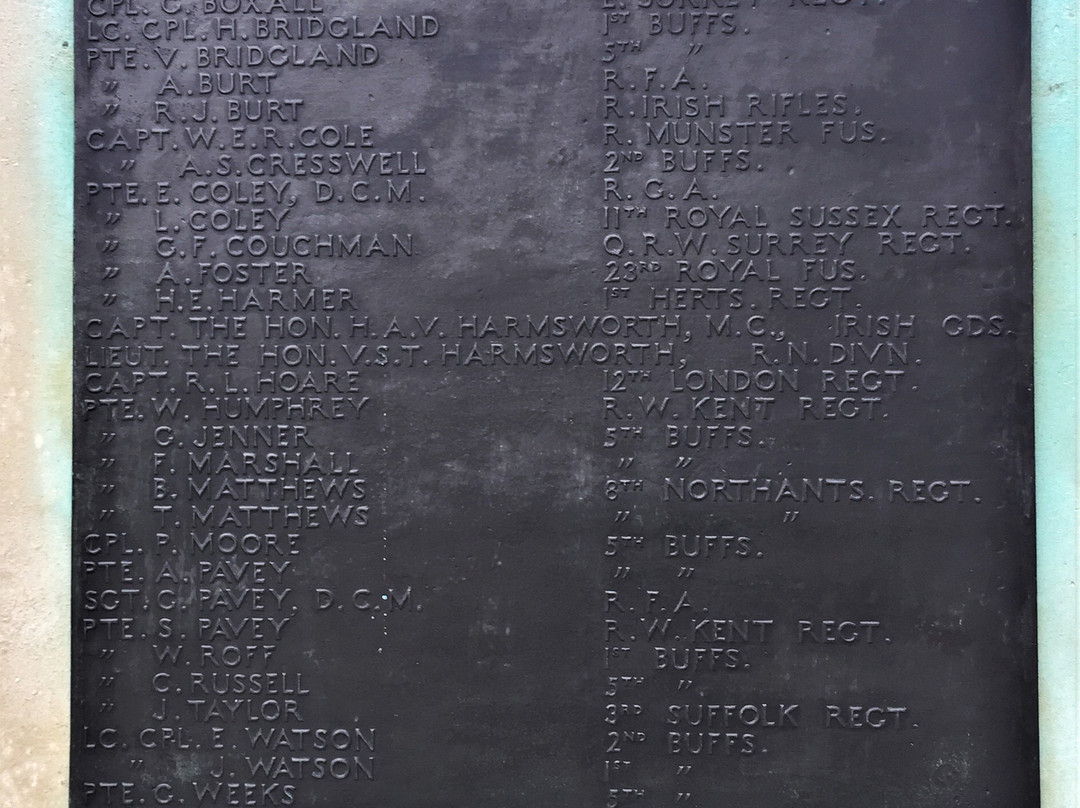 CPL. G. BOXALL E. SURREY REGT.
LC. CPL. H. BRIDGLAND 1ST BUFFS.
PTE. V. BRIDGLAND 5TH "
" A. BURT R.F.A.
" R.J. BURT R. IRISH RIFLES.
CAPT. W.E.R. COLE R. MUNSTER FUS.
" A.S. CRESSWELL 2ND BUFFS.
PTE. E. COLEY, D.C.M. R.G.A.
" L. COLEY 11TH ROYAL SUSSEX REGT.
" G.F. COUCHMAN Q.R.W. SURREY REGT.
" A. FOSTER 23RD ROYAL FUS.
" H.E. HARMER 1ST HERTS. REGT.
CAPT. THE HON. H.A.V. HARMSWORTH, M.C., IRISH GDS.
LIEUT. THE HON. V.S.T. HARMSWORTH, R.N. DIVN.
CAPT. R.L. HOARE 12TH LONDON REGT.
PTE. W. HUMPHREY R.W. KENT REGT.
" G. JENNER 5TH BUFFS.
" F. MARSHALL " "
" B. MATTHEWS 8TH NORTHANTS. REGT.
" T. MATTHEWS " "
CPL. P. MOORE 5TH BUFFS.
PTE. A. PAVEY " "
SGT. G. PAVEY. D.C.M. R.F.A.
PTE. S. PAVEY R.W. KENT REGT.
" W. ROFF 1ST BUFFS.
" C. RUSSELL 5TH "
" J. TAYLOR 3RD SUFFOLK REGT.
LC. CPL. E. WATSON 2ND BUFFS.
" J. WATSON 1ST "
PTE. G. WEEKS 5TH "